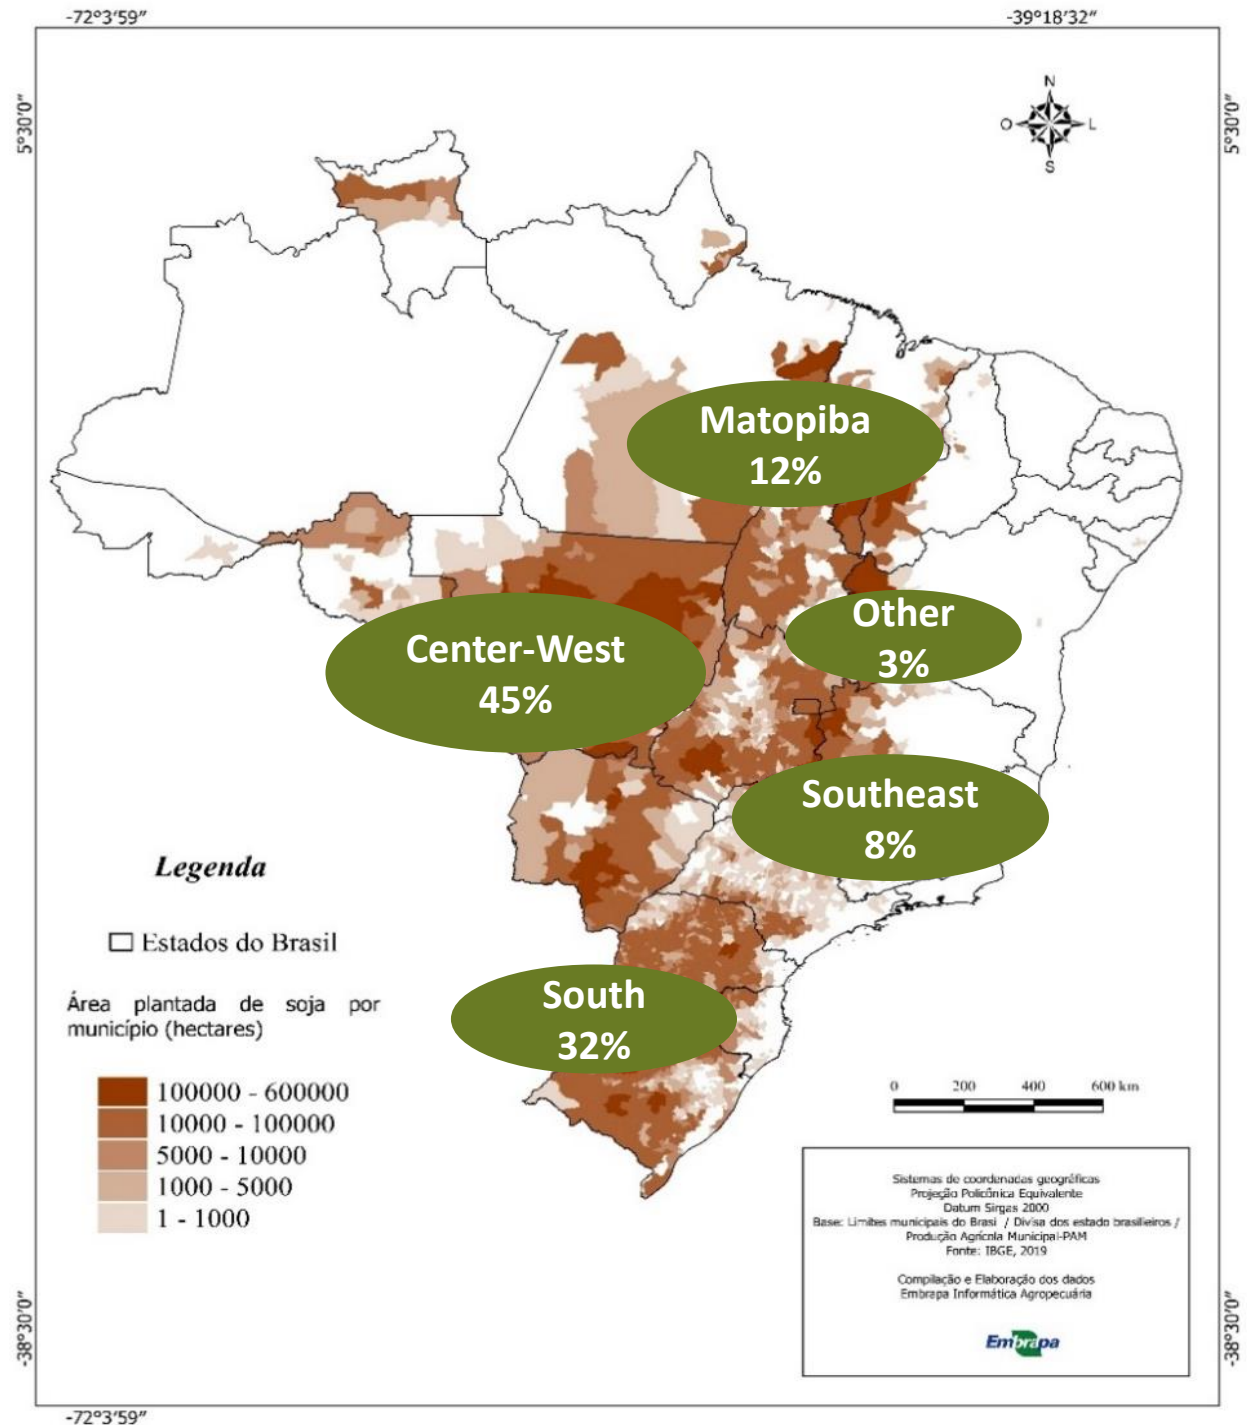 -72°3'59"
-39°18'32"
5°30'0"
5°30'0"
N
O
L
S
Matopiba
12%
Other
3%
Center-West
45%
Southeast
8%
South
32%
Legenda
Estados do Brasil
Área plantada de soja por
município (hectares)
100000 - 600000
10000 - 100000
5000 - 10000
1000 - 5000
1 - 1000
0 200 400 600 km
Sistemas de coordenadas geográficas
Projeção Policônica Equivalente
Datum Sirgas 2000
Base: Limites municipais do Brasi / Divisa dos estado brasilieiros /
Produção Agrícola Municipal-PAM
Fonte: IBGE, 2019
Compilação e Elaboração dos dados
Embrapa Informática Agropecuária
Embrapa
-38°30'0"
-38°30'0"
-72°3'59"